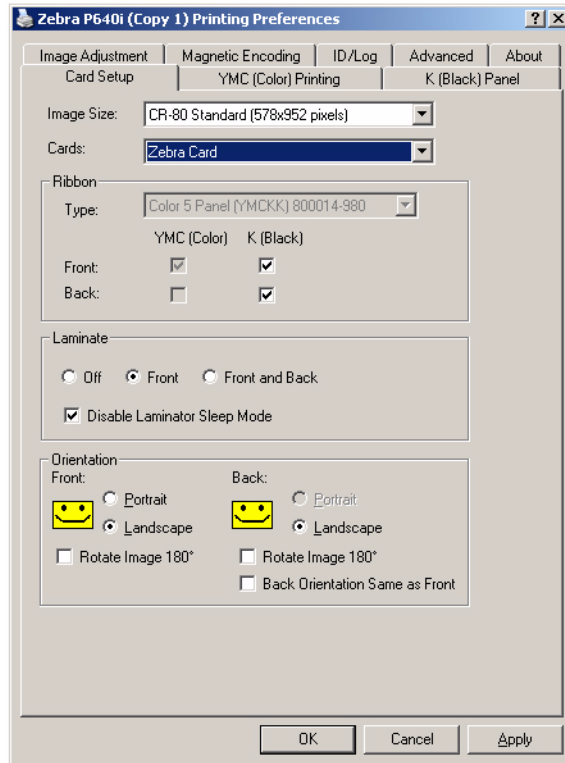 Zebra P640i (Copy 1) Printing Preferences
Image Adjustment Magnetic Encoding ID/Log Advanced About
Card Setup YMC (Color) Printing K (Black) Panel
Image Size: CR-80 Standard (578x952 pixels)
Cards: Zebra Card
Ribbon
Type: Color 5 Panel (YMCKK) 800014-980
YMC (Color) K (Black)
Front:
Back:
Laminate
Off Front Front and Back
Disable Laminator Sleep Mode
Orientation
Front: Back:
Portrait Portrait
Landscape Landscape
Rotate Image 180° Rotate Image 180°
Back Orientation Same as Front
OK Cancel Apply